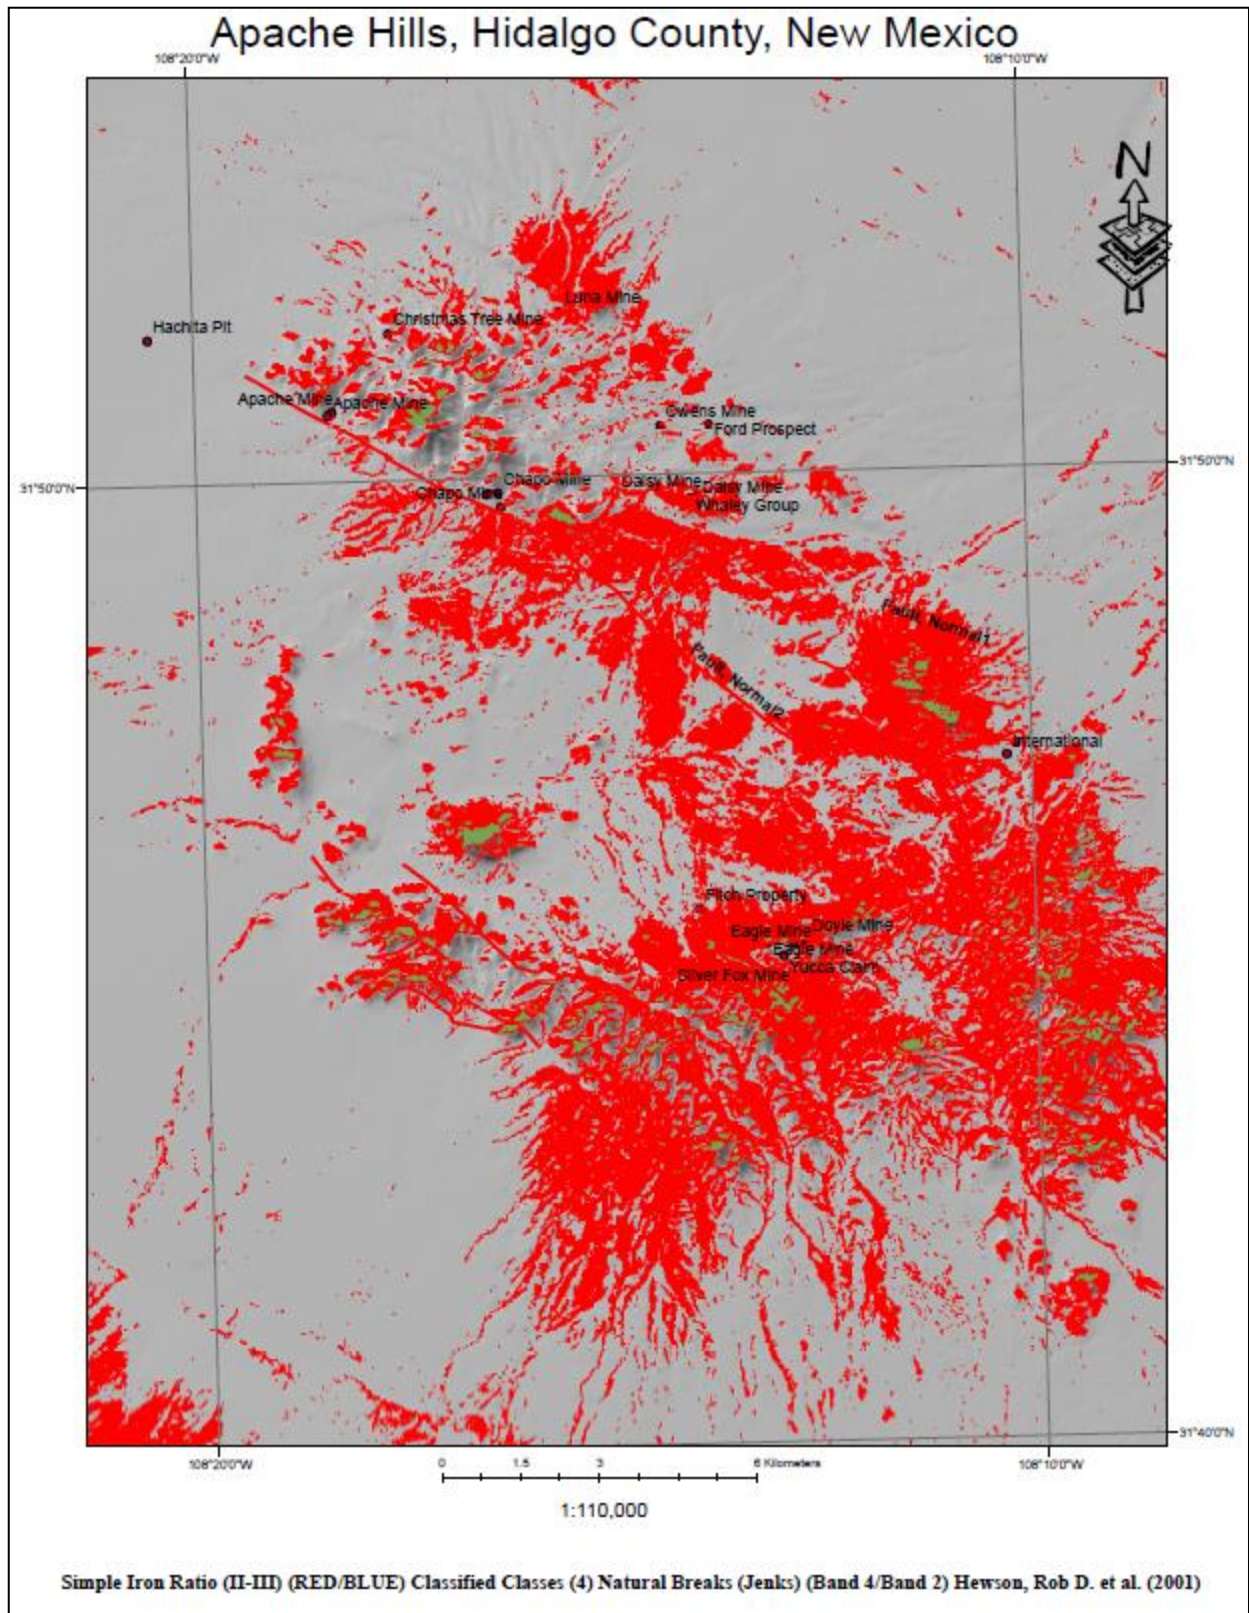 Apache Hills, Hidalgo County, New Mexico
108°20'0"W
108°10'0"W
N
Luna Mine
Christmas Tree Mine
Hachita Pit
Apache Mine
Apache Mine
Owens Mine
Ford Prospect
31°50'0"N
31°50'0"N
Chapo Mine
Daisy Mine
Daisy Mine
Chapo Mine
Whaley Group
Fault, Normal1
Fault, Normal2
International
Fitch Property
Doyle Mine
Eagle Mine
Eagle Mine
Yucca Claim
Silver Fox Mine
31°40'0"N
108°20'0"W
108°10'0"W
0 1.5 3 6 Kilometers
1:110,000
Simple Iron Ratio (II-III) (RED/BLUE) Classified Classes (4) Natural Breaks (Jenks) (Band 4/Band 2) Hewson, Rob D. et al. (2001)